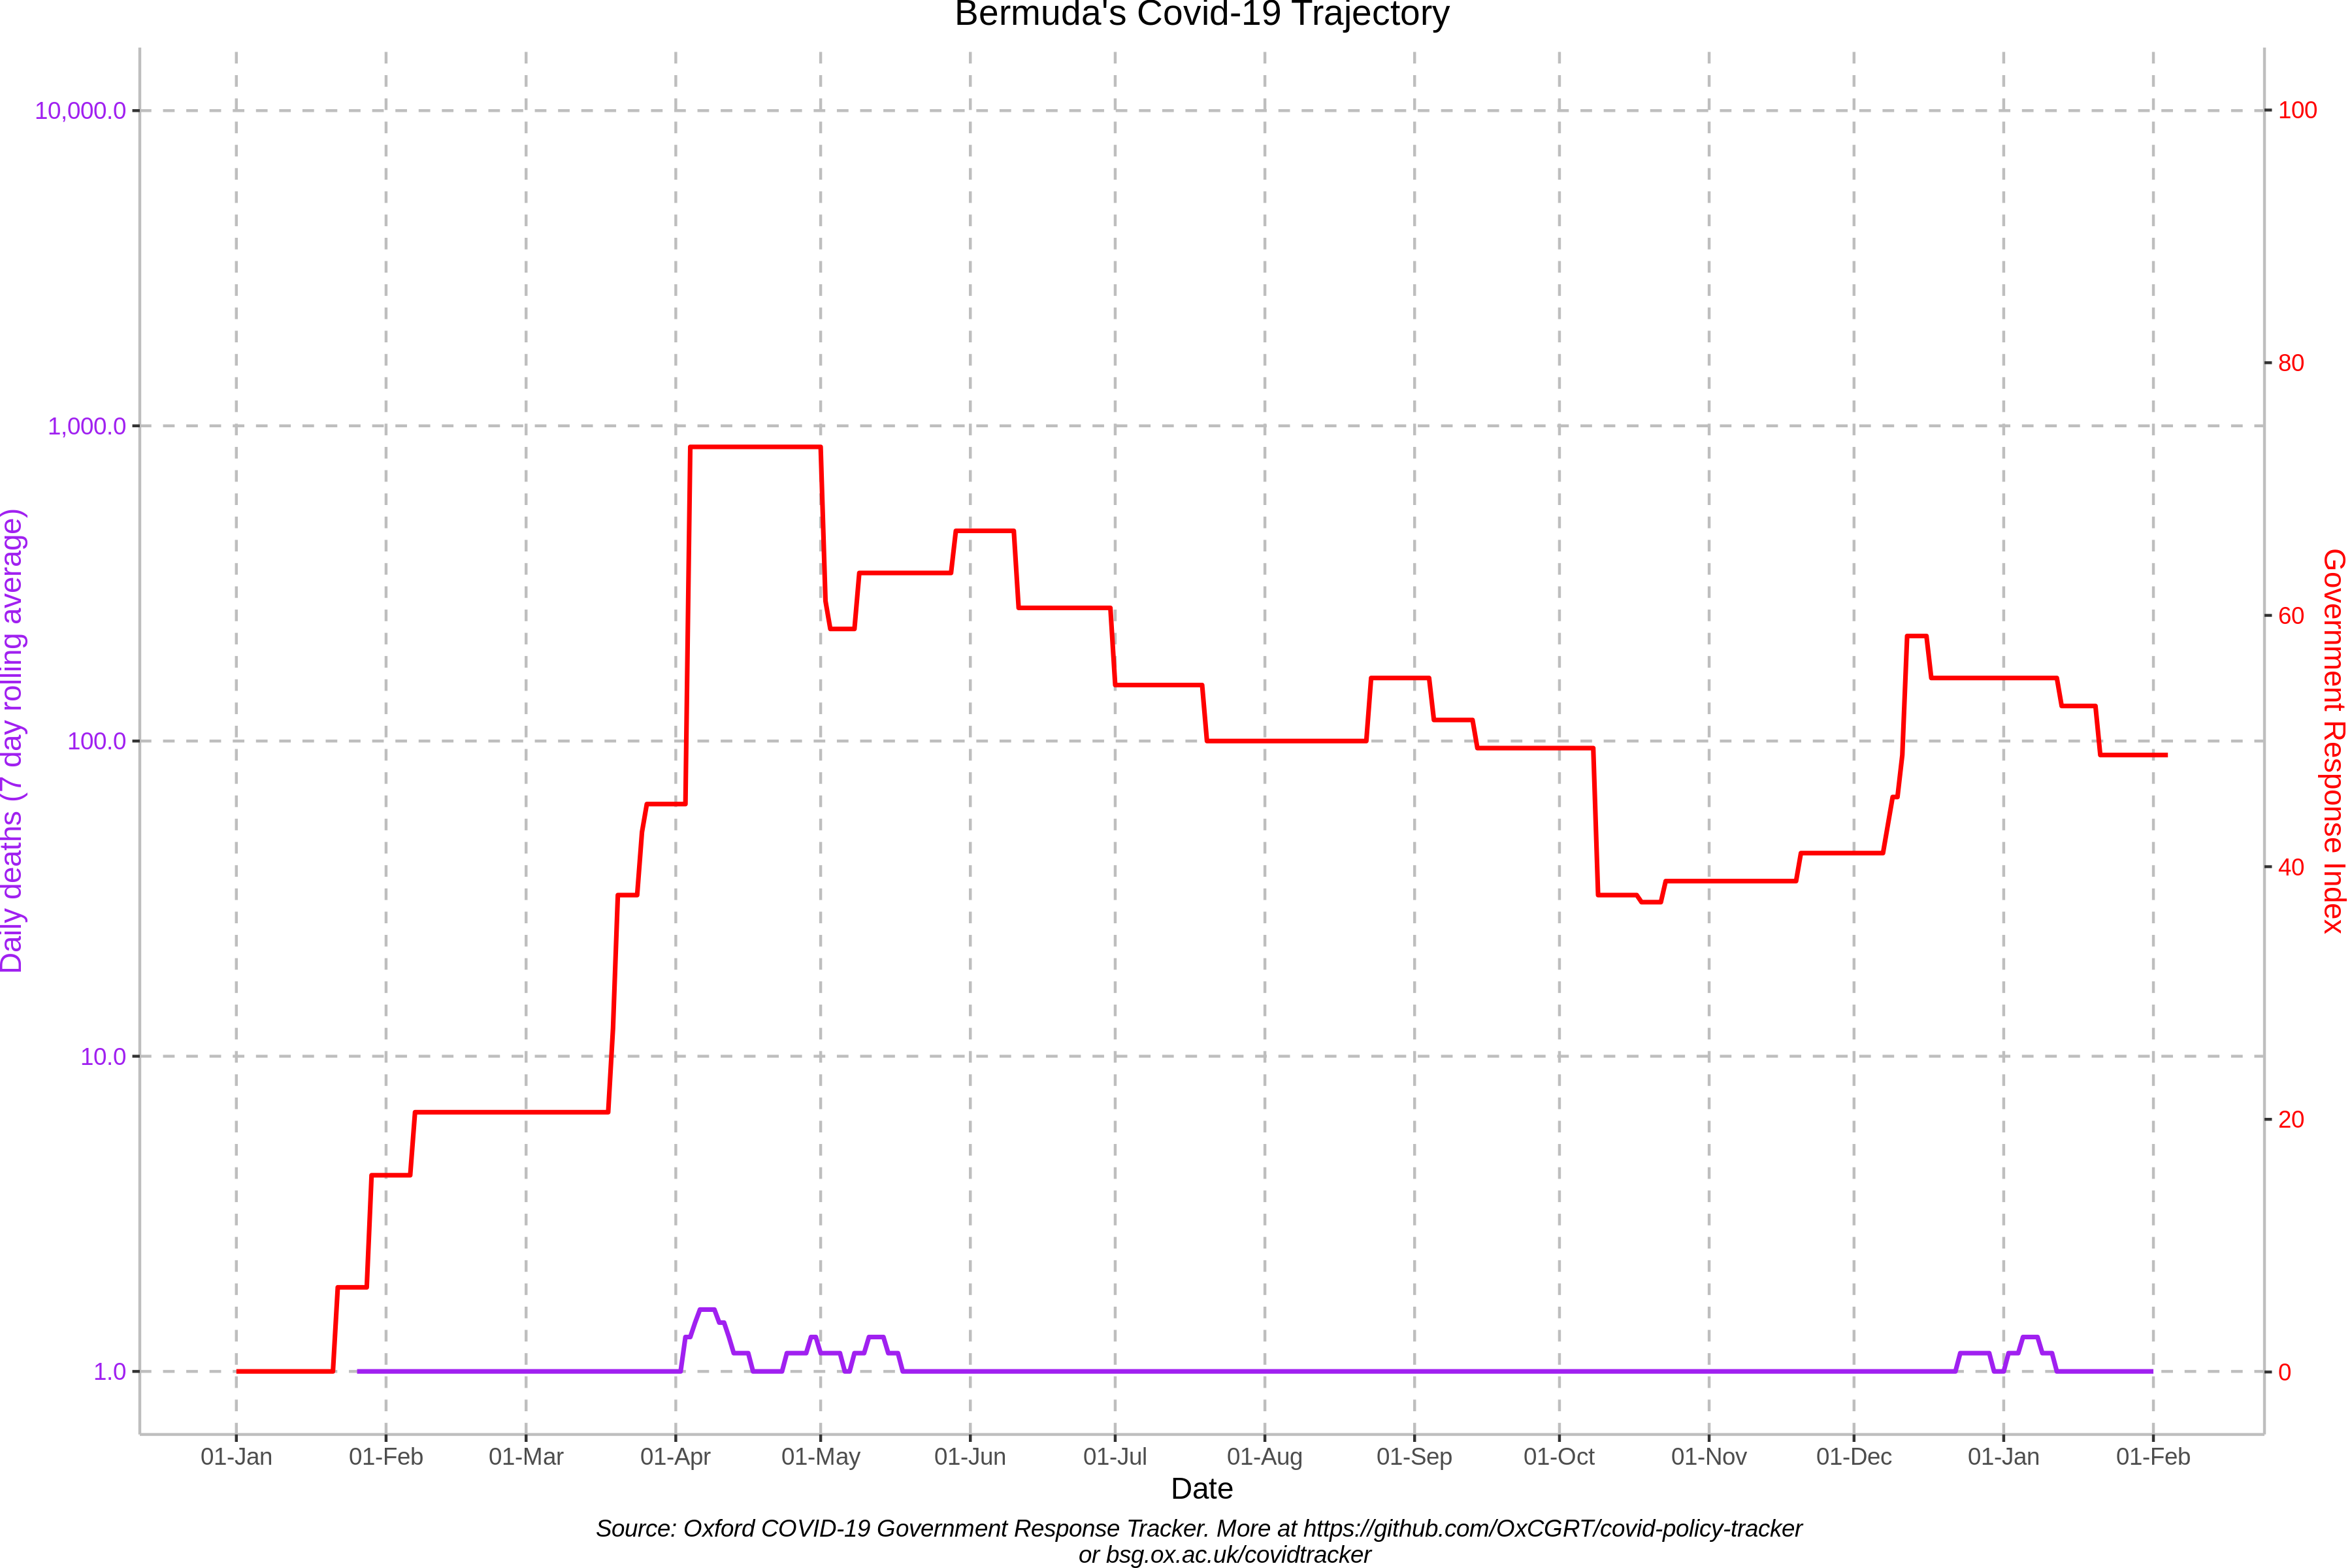 Bermuda's Covid-19 Trajectory
10,000.0
1,000.0
100.0
10.0
1.0
Daily deaths (7 day rolling average)
100
80
60
40
20
0
Government Response Index
01-Jan 01-Feb 01-Mar 01-Apr 01-May 01-Jun 01-Jul 01-Aug 01-Sep 01-Oct 01-Nov 01-Dec 01-Jan 01-Feb
Date
Source: Oxford COVID-19 Government Response Tracker. More at https://github.com/OxCGRT/covid-policy-tracker
or bsg.ox.ac.uk/covidtracker